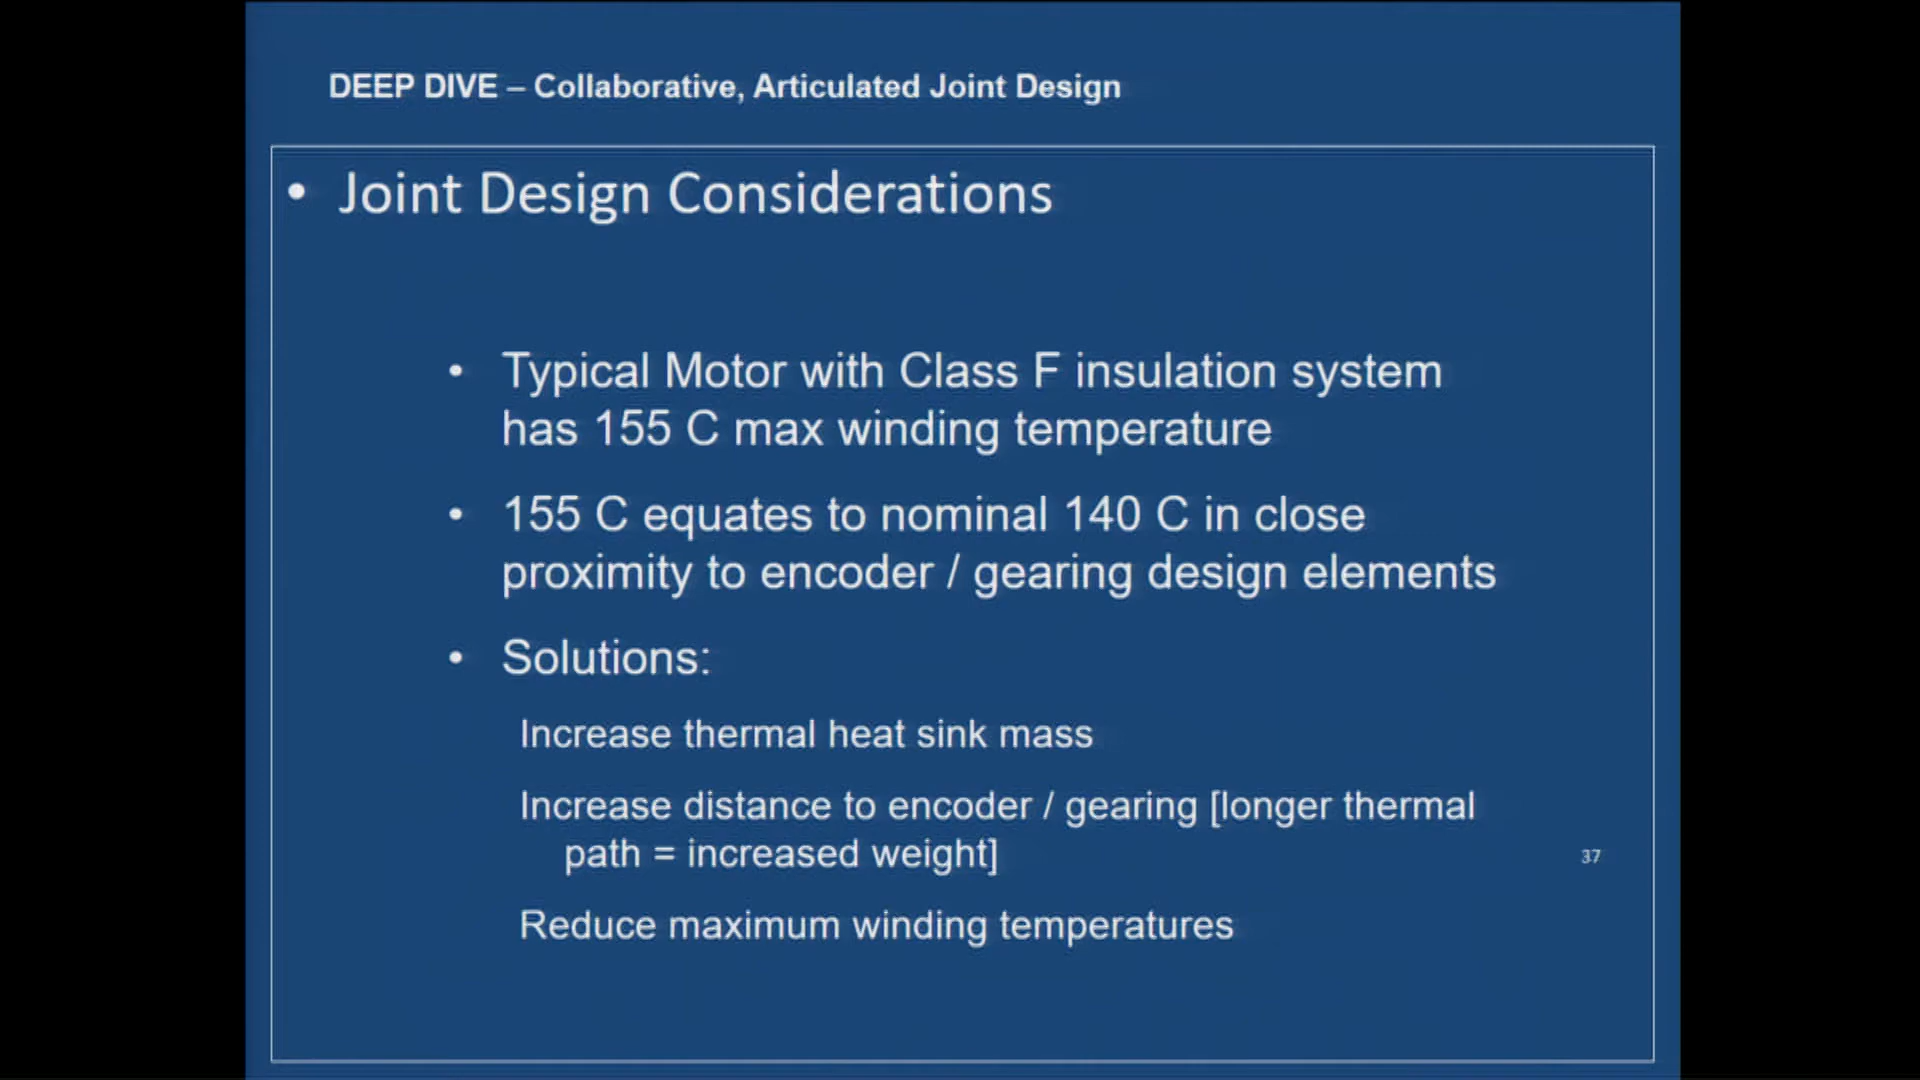 DEEP DIVE – Collaborative, Articulated Joint Design
• Joint Design Considerations
• Typical Motor with Class F insulation system
has 155 C max winding temperature
• 155 C equates to nominal 140 C in close
proximity to encoder / gearing design elements
• Solutions:
Increase thermal heat sink mass
Increase distance to encoder / gearing [longer thermal
path = increased weight]
37
Reduce maximum winding temperatures